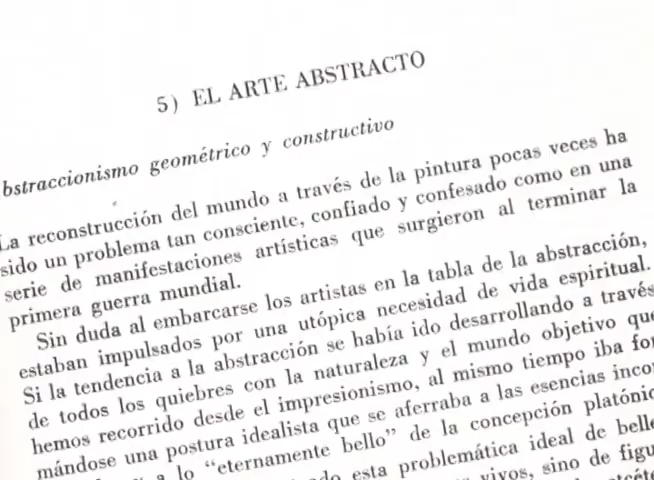 5) EL ARTE ABSTRACTO
bstraccionismo geométrico y constructivo
La reconstrucción del mundo a través de la pintura pocas veces ha
sido un problema tan consciente, confiado y confesado como en una
serie de manifestaciones artísticas que surgieron al terminar la
primera guerra mundial.
Sin duda al embarcarse los artistas en la tabla de la abstracción,
estaban impulsados por una utópica necesidad de vida espiritual.
Si la tendencia a la abstracción se había ido desarrollando a través
de todos los quiebres con la naturaleza y el mundo objetivo que
hemos recorrido desde el impresionismo, al mismo tiempo iba for
mándose una postura idealista que se aferraba a las esencias inco
a lo “eternamente bello” de la concepción platónic
esta problemática ideal de belle
vivos, sino de figu